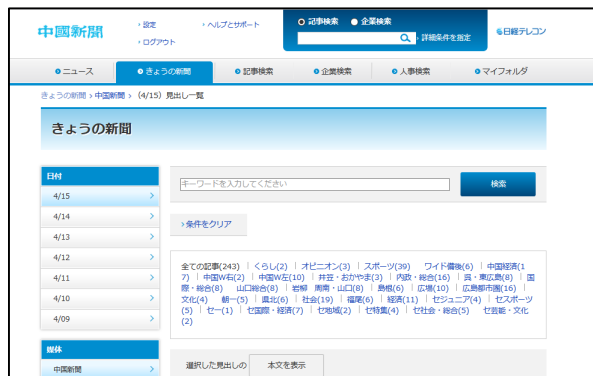 中國新聞
設定 ヘルプとサポート
ログアウト
記事検索 企業検索
詳細条件を指定
日経テレコン
ニュース きょうの新聞 記事検索 企業検索 人事検索 マイフォルダ
きょうの新聞 › 中国新聞 › (4/15) 見出し一覧
きょうの新聞
日付
4/15
4/14
4/13
4/12
4/11
4/10
4/09
媒体
中国新聞
キーワードを入力してください
検索
›条件をクリア
全ての記事(243) | くらし(2) | オピニオン(3) | スポーツ(39) ワイド備後(6) | 中国経済(1
7) | 中国W右(2) | 中国W左(10) | 井笠・おかやま(3) | 内政・総合(16) | 呉・東広島(8) | 国
際・総合(8) 山口総合(8) | 岩柳 周南・山口(8) | 島根(6) | 広場(10) | 広島都市圏(16) |
文化(4) 朝一(5) | 県北(6) | 社会(19) | 福尾(6) | 経済(11) | セジュニア(4) | セスポーツ
(5) | セー(1) | セ国際・経済(7) | セ地域(2) | セ特集(4) | セ社会・総合(5) セ芸能・文化
(2)
選択した見出しの 本文を表示